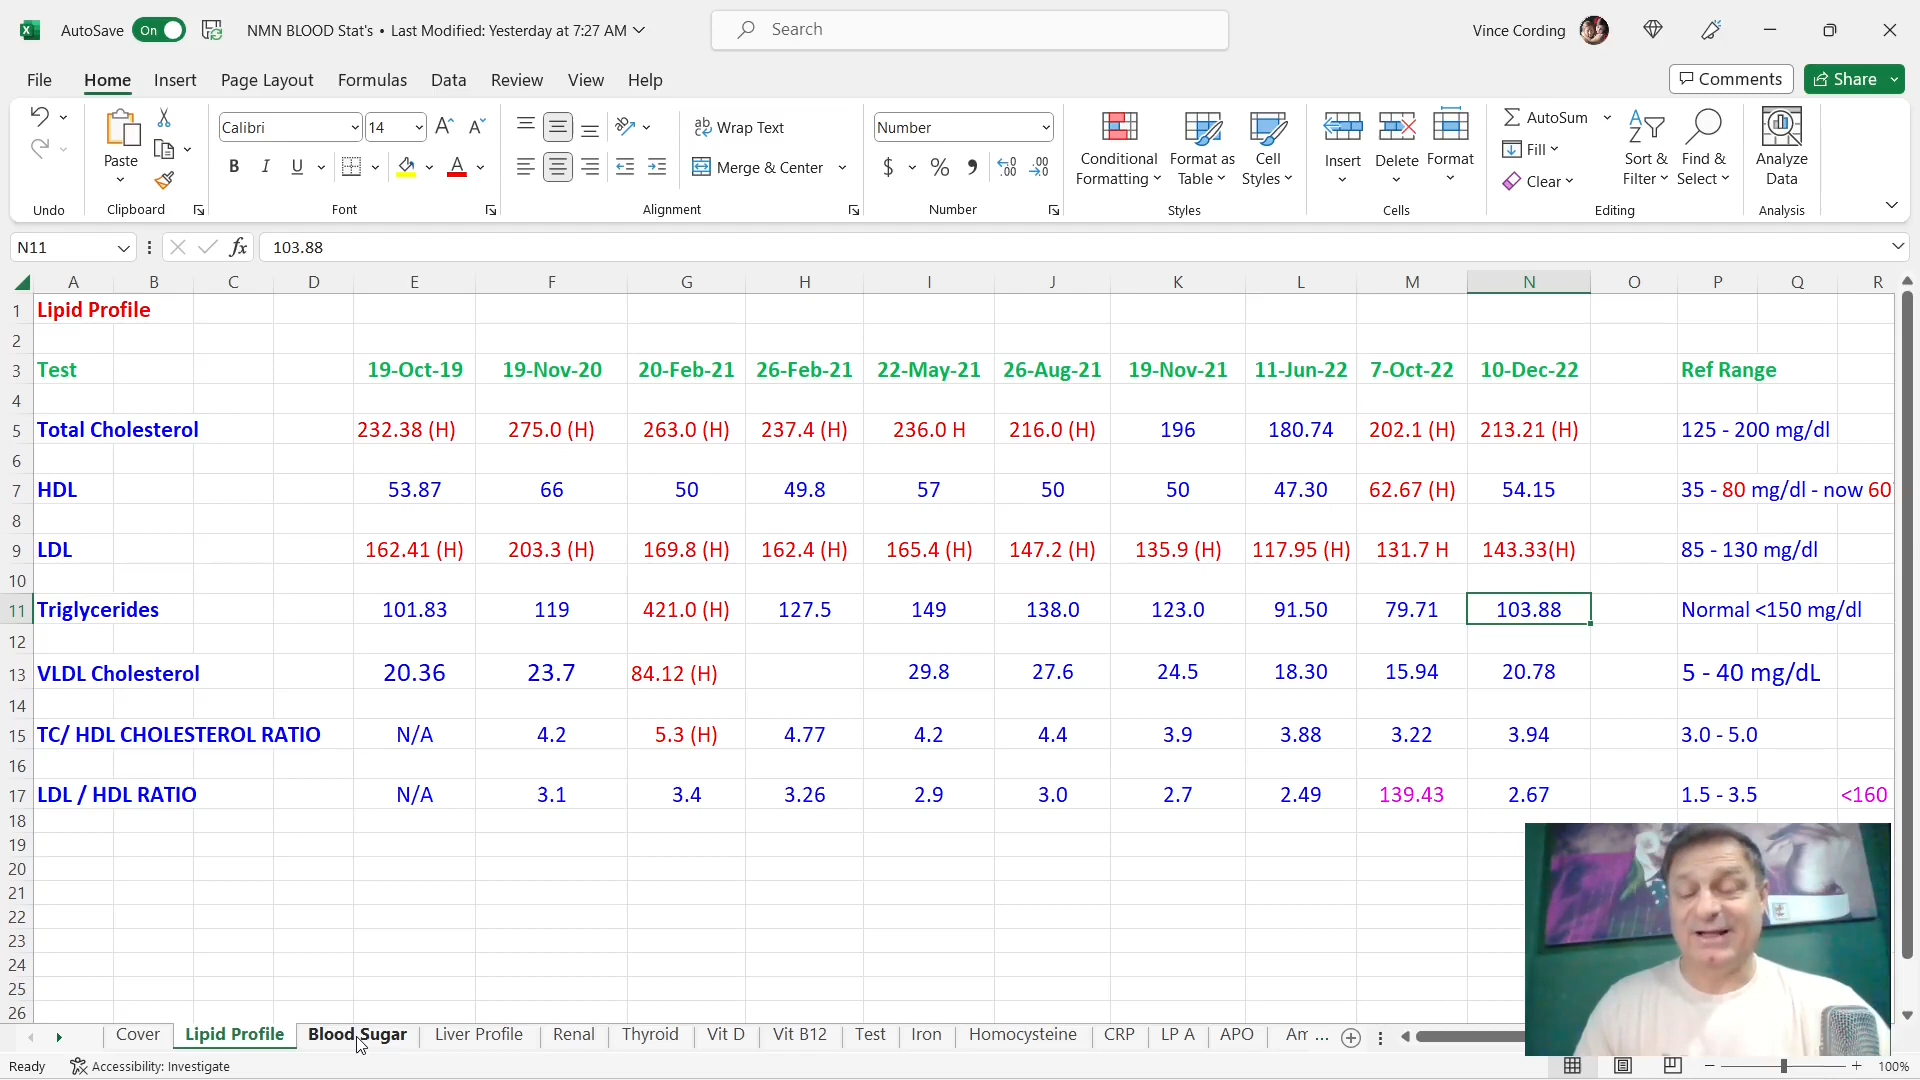 AutoSave On NMN BLOOD Stat's • Last Modified: Yesterday at 7:27 AM Search Vince Cording
File Home Insert Page Layout Formulas Data Review View Help Comments Share
Calibri 14 Wrap Text Number
Paste B I U Merge & Center $ % Conditional Formatting Format as Table Cell Styles Insert Delete Format AutoSum Fill Clear Sort & Filter Find & Select Analyze Data
Undo Clipboard Font Alignment Number Styles Cells Editing Analysis
N11 fx 103.88
A B C D E F G H I J K L M N O P Q R
1 Lipid Profile
2
3 Test 19-Oct-19 19-Nov-20 20-Feb-21 26-Feb-21 22-May-21 26-Aug-21 19-Nov-21 11-Jun-22 7-Oct-22 10-Dec-22 Ref Range
4
5 Total Cholesterol 232.38 (H) 275.0 (H) 263.0 (H) 237.4 (H) 236.0 H 216.0 (H) 196 180.74 202.1 (H) 213.21 (H) 125 - 200 mg/dl
6
7 HDL 53.87 66 50 49.8 57 50 50 47.30 62.67 (H) 54.15 35 - 80 mg/dl - now 60
8
9 LDL 162.41 (H) 203.3 (H) 169.8 (H) 162.4 (H) 165.4 (H) 147.2 (H) 135.9 (H) 117.95 (H) 131.7 H 143.33(H) 85 - 130 mg/dl
10
11 Triglycerides 101.83 119 421.0 (H) 127.5 149 138.0 123.0 91.50 79.71 103.88 Normal <150 mg/dl
12
13 VLDL Cholesterol 20.36 23.7 84.12 (H) 29.8 27.6 24.5 18.30 15.94 20.78 5 - 40 mg/dL
14
15 TC/ HDL CHOLESTEROL RATIO N/A 4.2 5.3 (H) 4.77 4.2 4.4 3.9 3.88 3.22 3.94 3.0 - 5.0
16
17 LDL / HDL RATIO N/A 3.1 3.4 3.26 2.9 3.0 2.7 2.49 139.43 2.67 1.5 - 3.5 <160
18
19
20
21
22
23
24
25
26
Cover Lipid Profile Blood Sugar Liver Profile Renal Thyroid Vit D Vit B12 Test Iron Homocysteine CRP LP A APO Am ...
Ready Accessibility: Investigate 100%